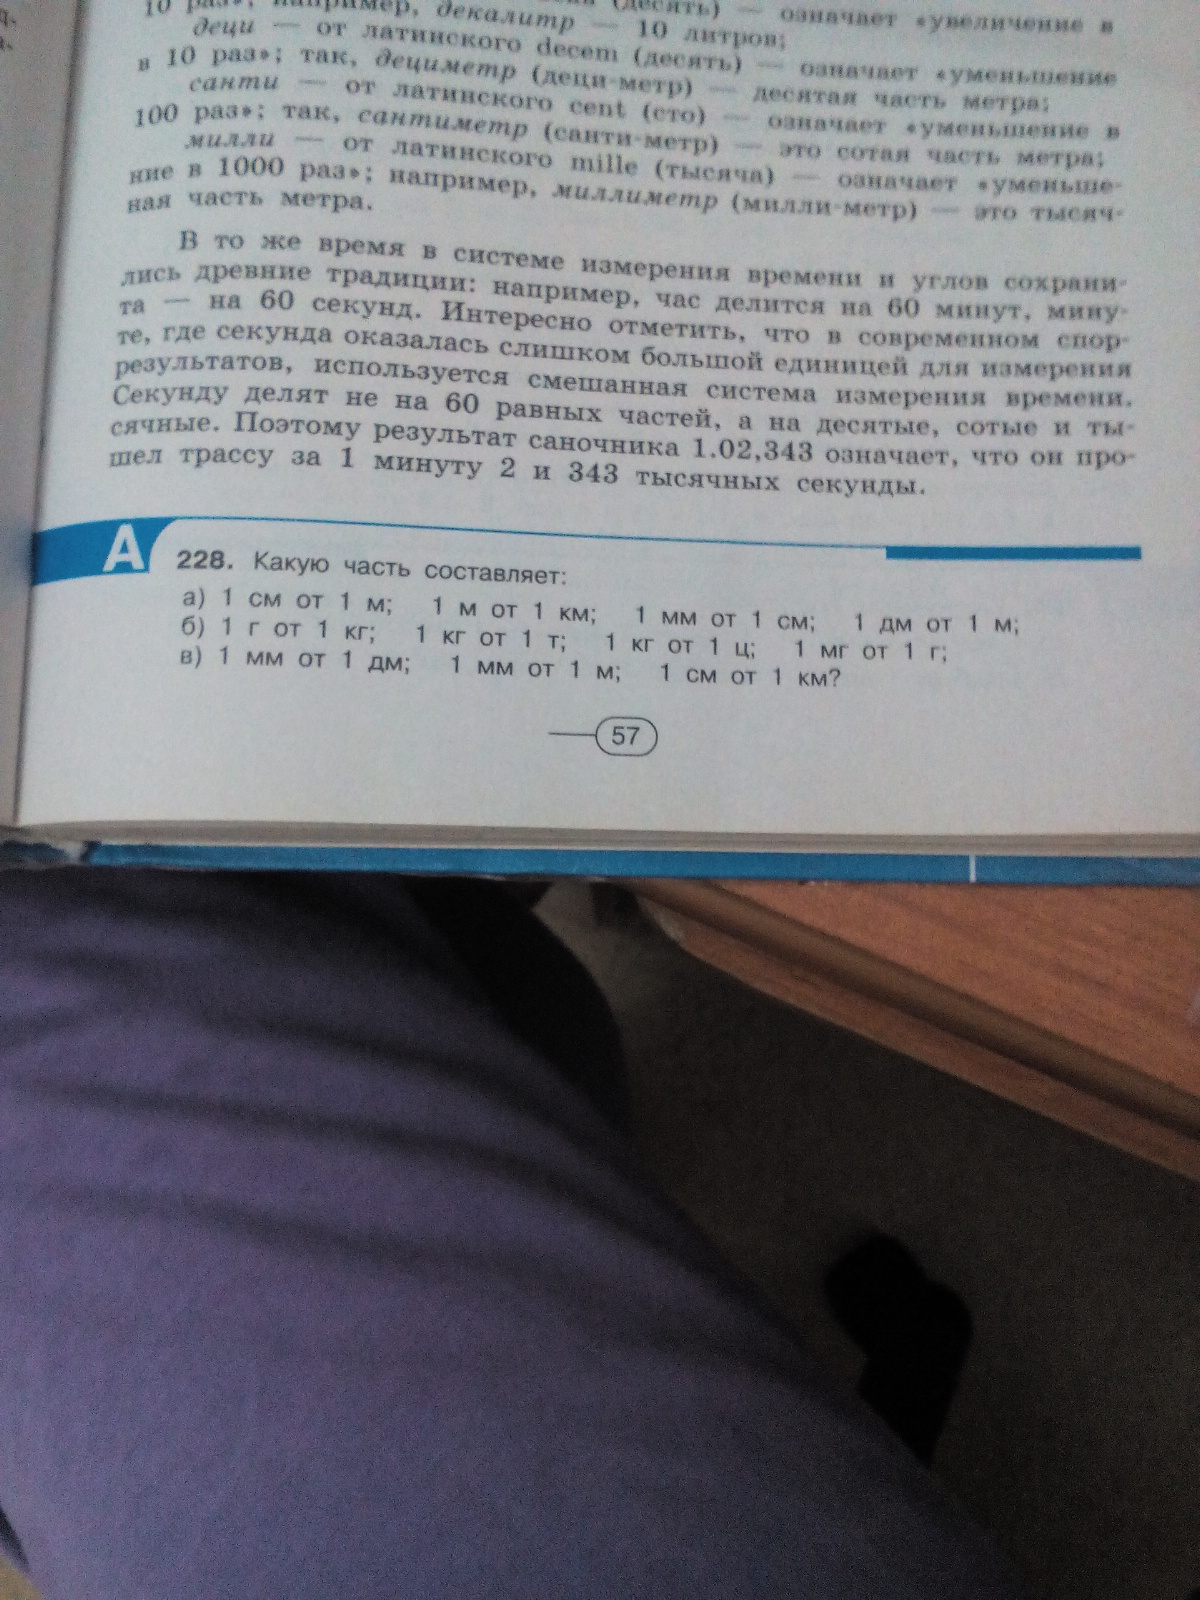 10 раз»; например, декалитр — 10 литров; (десять) — означает «увеличение в
деци — от латинского decem (десять) — означает «уменьшение
в 10 раз»; так, дециметр (деци-метр) — десятая часть метра;
санти — от латинского cent (сто) — означает «уменьшение в
100 раз»; так, сантиметр (санти-метр) — это сотая часть метра;
милли — от латинского mille (тысяча) — означает «уменьше-
ние в 1000 раз»; например, миллиметр (милли-метр) — это тысяч-
ная часть метра.
В то же время в системе измерения времени и углов сохрани-
лись древние традиции: например, час делится на 60 минут, мину-
та — на 60 секунд. Интересно отметить, что в современном спор-
те, где секунда оказалась слишком большой единицей для измерения
результатов, используется смешанная система измерения времени.
Секунду делят не на 60 равных частей, а на десятые, сотые и ты-
сячные. Поэтому результат саночника 1.02,343 означает, что он про-
шел трассу за 1 минуту 2 и 343 тысячных секунды.
А
228. Какую часть составляет:
а) 1 см от 1 м; 1 м от 1 км; 1 мм от 1 см; 1 дм от 1 м;
б) 1 г от 1 кг; 1 кг от 1 т; 1 кг от 1 ц; 1 мг от 1 г;
в) 1 мм от 1 дм; 1 мм от 1 м; 1 см от 1 км?
57